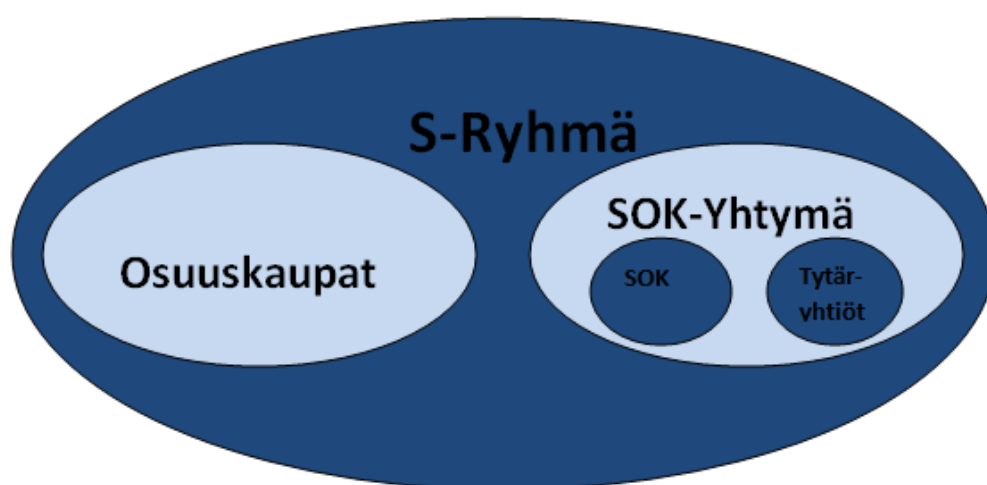 S-Ryhmä
SOK-Yhtymä
Osuuskaupat
SOK
Tytär-
yhtiöt